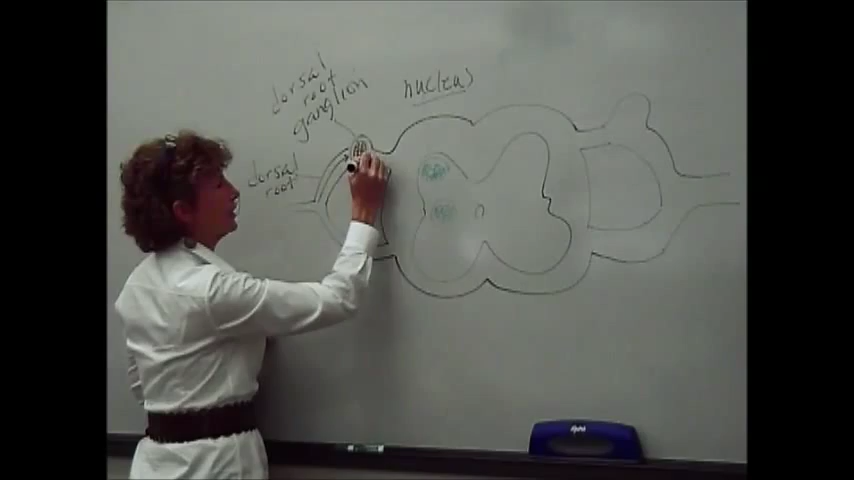 dorsal
root
ganglion
nucleus
dorsal
root